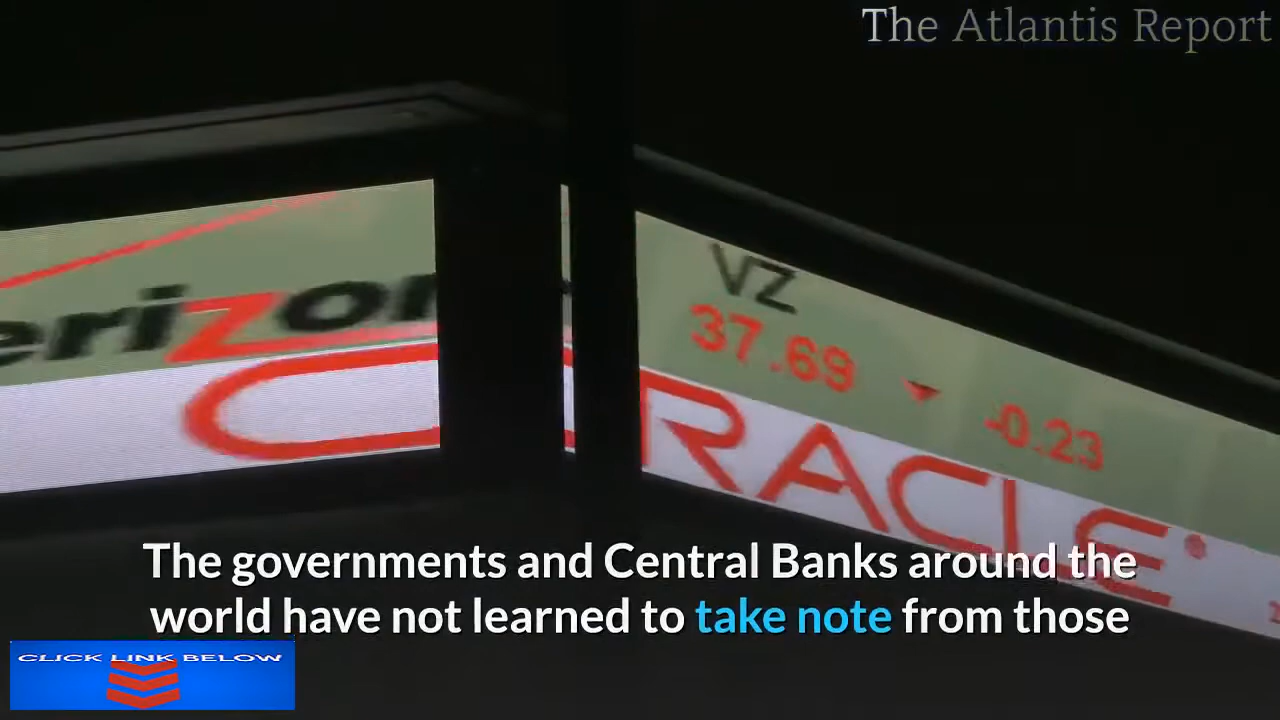 The Atlantis Report
erizon
VZ
37.69 -0.23
ORACLE®
The governments and Central Banks around the
world have not learned to take note from those
CLICK LINK BELOW